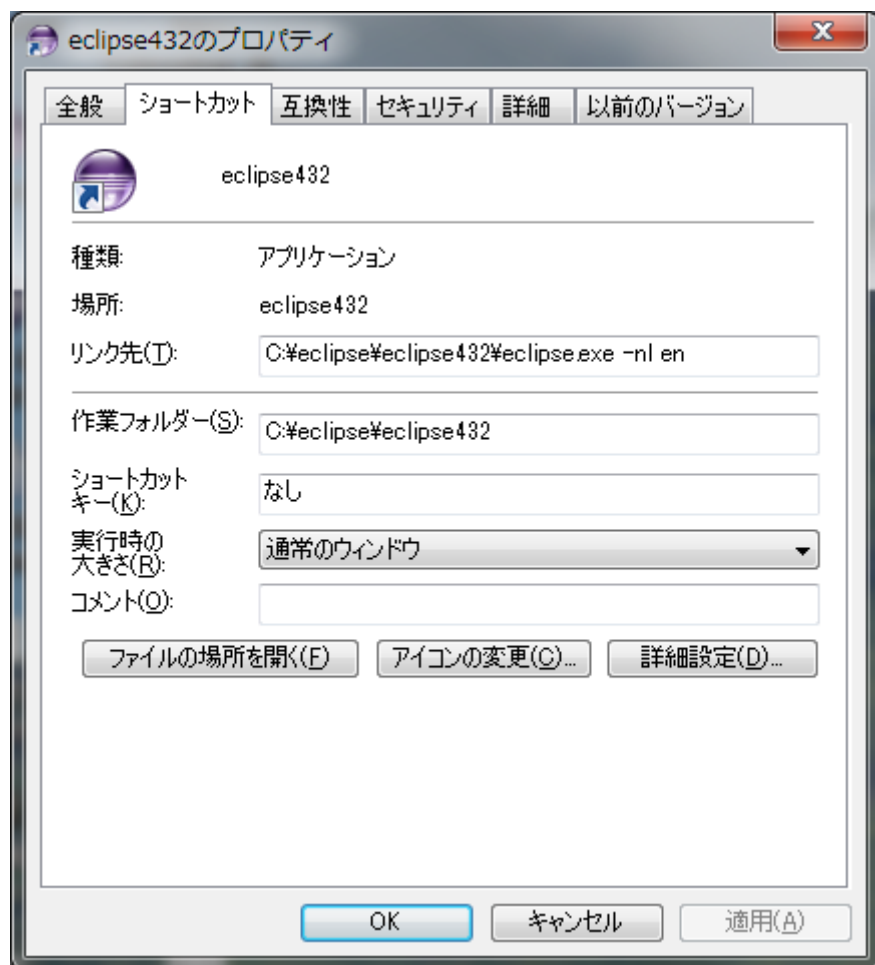 eclipse432のプロパティ
全般 ショートカット 互換性 セキュリティ 詳細 以前のバージョン
eclipse432
種類: アプリケーション
場所: eclipse432
リンク先(T): C:¥eclipse¥eclipse432¥eclipse.exe -nl en
作業フォルダー(S): C:¥eclipse¥eclipse432
ショートカット
キー(K): なし
実行時の
大きさ(R): 通常のウィンドウ
コメント(O):
ファイルの場所を開く(F) アイコンの変更(C)... 詳細設定(D)...
OK キャンセル 適用(A)